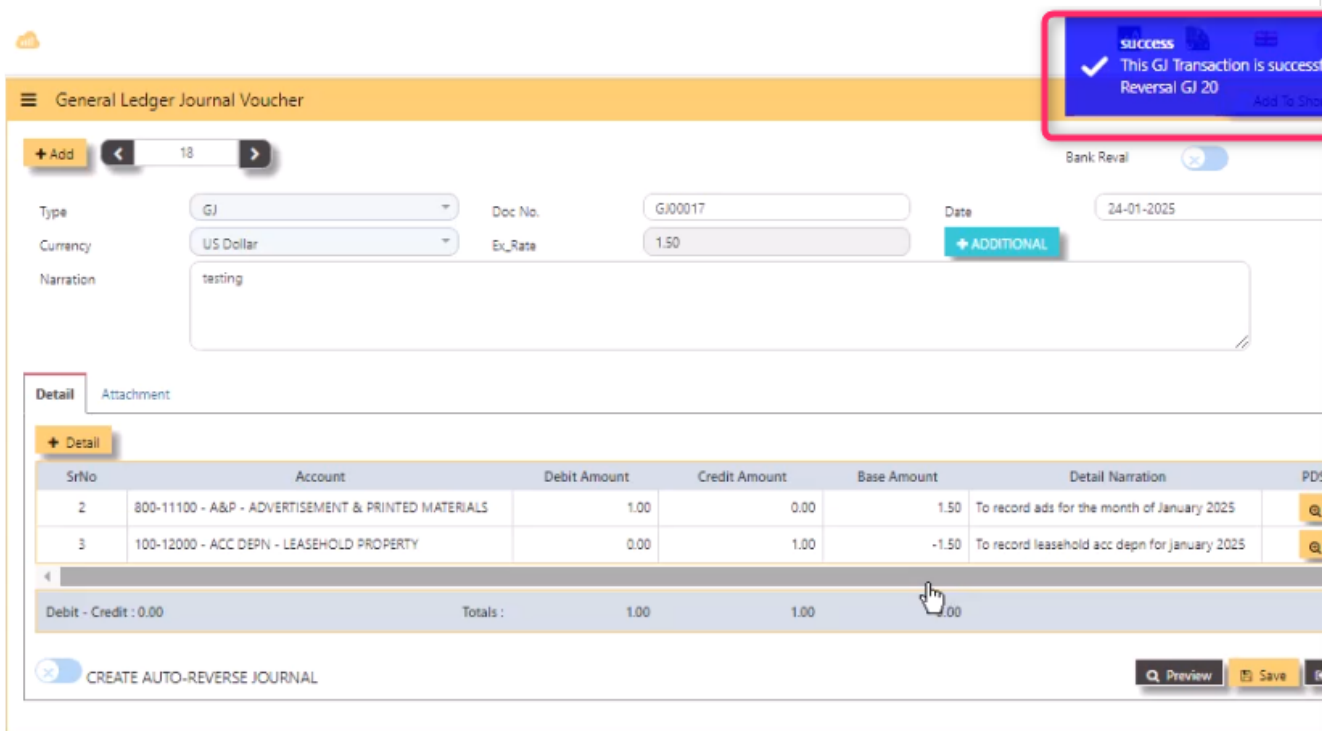 success
This GJ Transaction is success
Reversal GJ 20
General Ledger Journal Voucher
Add To
+ Add 18
Bank Reval
Type GJ Doc No. GJ00017 Date 24-01-2025
Currency US Dollar Ex_Rate 1.50 + ADDITIONAL
Narration testing
Detail Attachment
+ Detail
SrNo Account Debit Amount Credit Amount Base Amount Detail Narration PDS
2 800-11100 - A&P - ADVERTISEMENT & PRINTED MATERIALS 1.00 0.00 1.50 To record ads for the month of January 2025
3 100-12000 - ACC DEPN - LEASEHOLD PROPERTY 0.00 1.00 -1.50 To record leasehold acc depn for january 2025
Debit - Credit : 0.00 Totals : 1.00 1.00
CREATE AUTO-REVERSE JOURNAL Preview Save